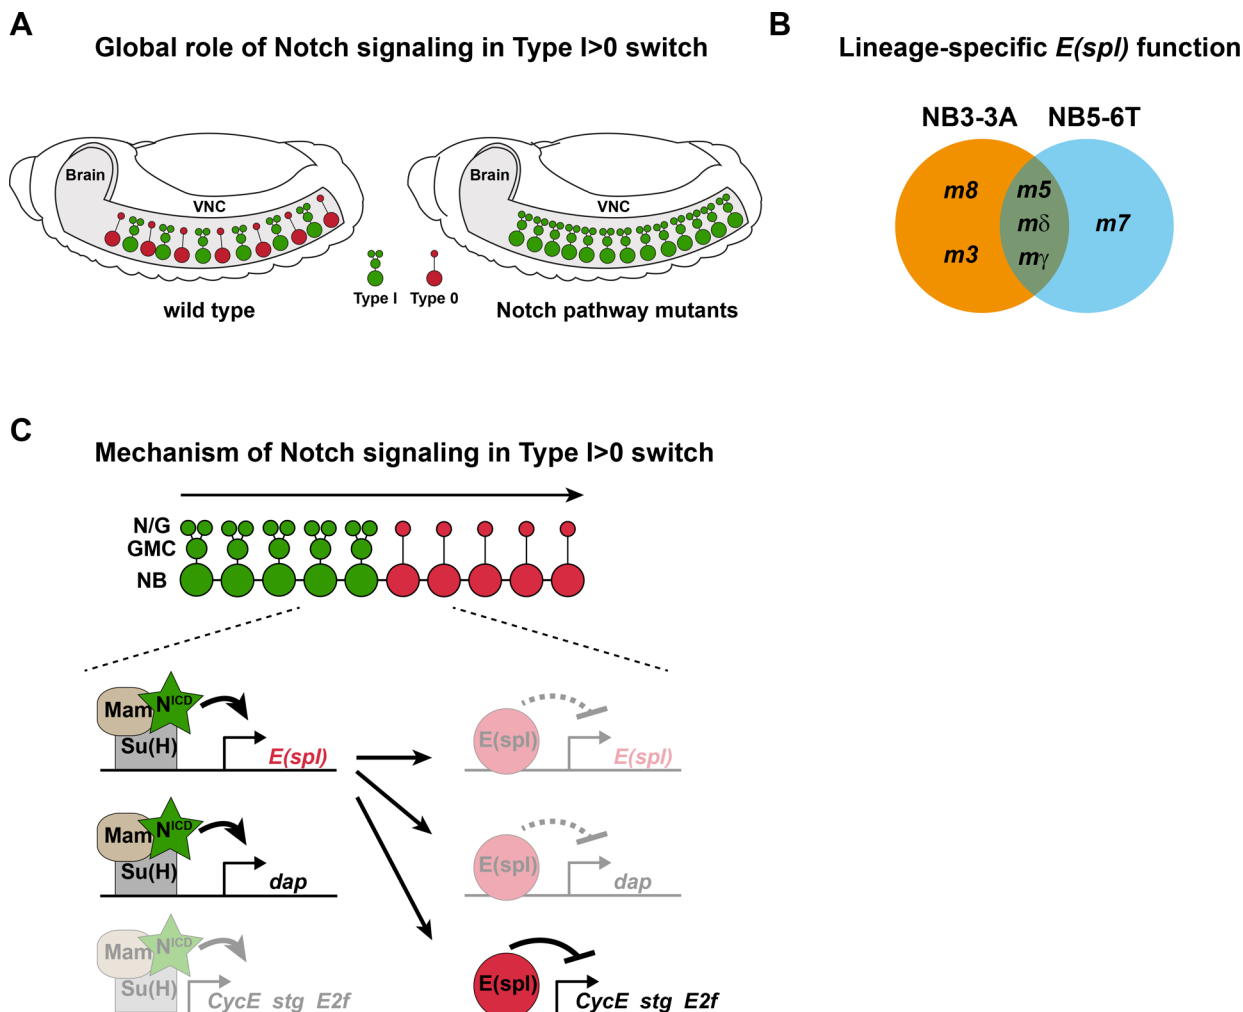 A
Global role of Notch signaling in Type I>0 switch
Brain
VNC
wild type
Type I
Type 0
Brain
VNC
Notch pathway mutants
B
Lineage-specific E(spl) function
NB3-3A
NB5-6T
m8
m3
m5
mδ
mγ
m7
C
Mechanism of Notch signaling in Type I>0 switch
N/G
GMC
NB
Mam
NICD
Su(H)
E(spl)
E(spl)
E(spl)
Mam
NICD
Su(H)
dap
E(spl)
dap
Mam
NICD
Su(H)
CycE stg E2f
E(spl)
CycE stg E2f